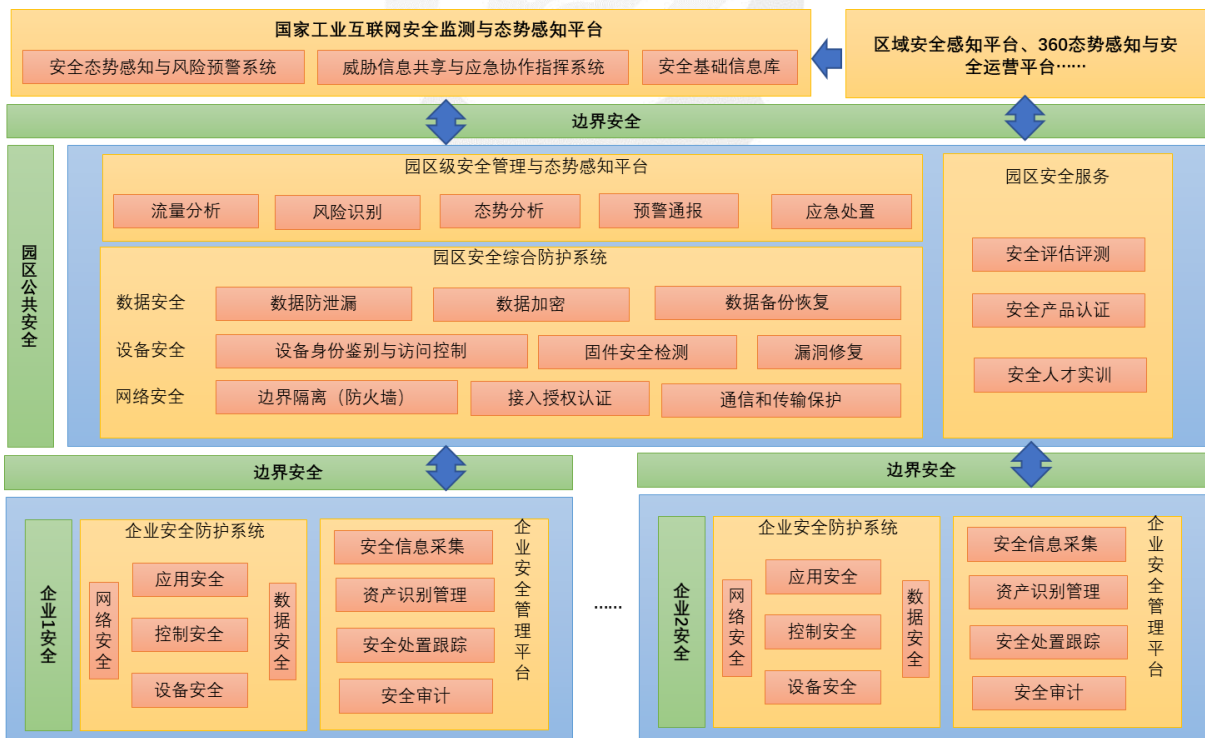 国家工业互联网安全监测与态势感知平台
安全态势感知与风险预警系统
威胁信息共享与应急协作指挥系统
安全基础信息库
区域安全感知平台、360态势感知与安
全运营平台……
边界安全
园区公共安全
园区级安全管理与态势感知平台
流量分析
风险识别
态势分析
预警通报
应急处置
园区安全综合防护系统
数据安全
数据防泄漏
数据加密
数据备份恢复
设备安全
设备身份鉴别与访问控制
固件安全检测
漏洞修复
网络安全
边界隔离（防火墙）
接入授权认证
通信和传输保护
园区安全服务
安全评估评测
安全产品认证
安全人才实训
边界安全
企业1安全
企业安全防护系统
网络安全
应用安全
控制安全
设备安全
数据安全
安全信息采集
资产识别管理
安全处置跟踪
安全审计
企业安全管理平台
……
边界安全
企业2安全
企业安全防护系统
网络安全
应用安全
控制安全
设备安全
数据安全
安全信息采集
资产识别管理
安全处置跟踪
安全审计
企业安全管理平台